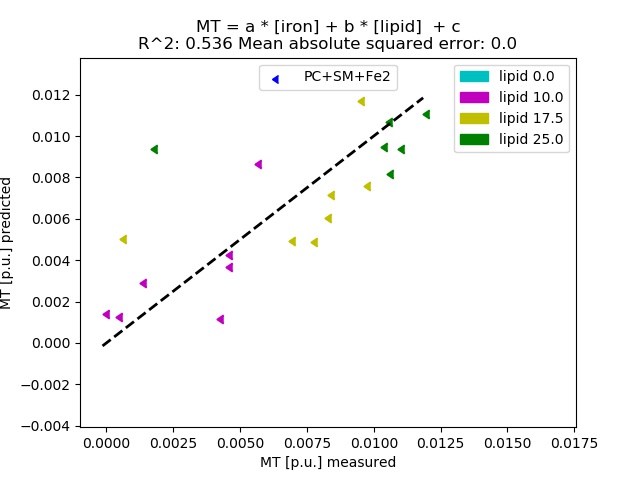 MT = a * [iron] + b * [lipid]  + c
R^2: 0.536 Mean absolute squared error: 0.0
PC+SM+Fe2
lipid 0.0
lipid 10.0
lipid 17.5
lipid 25.0
MT [p.u.] predicted
0.012
0.010
0.008
0.006
0.004
0.002
0.000
−0.002
−0.004
0.0000 0.0025 0.0050 0.0075 0.0100 0.0125 0.0150 0.0175
MT [p.u.] measured